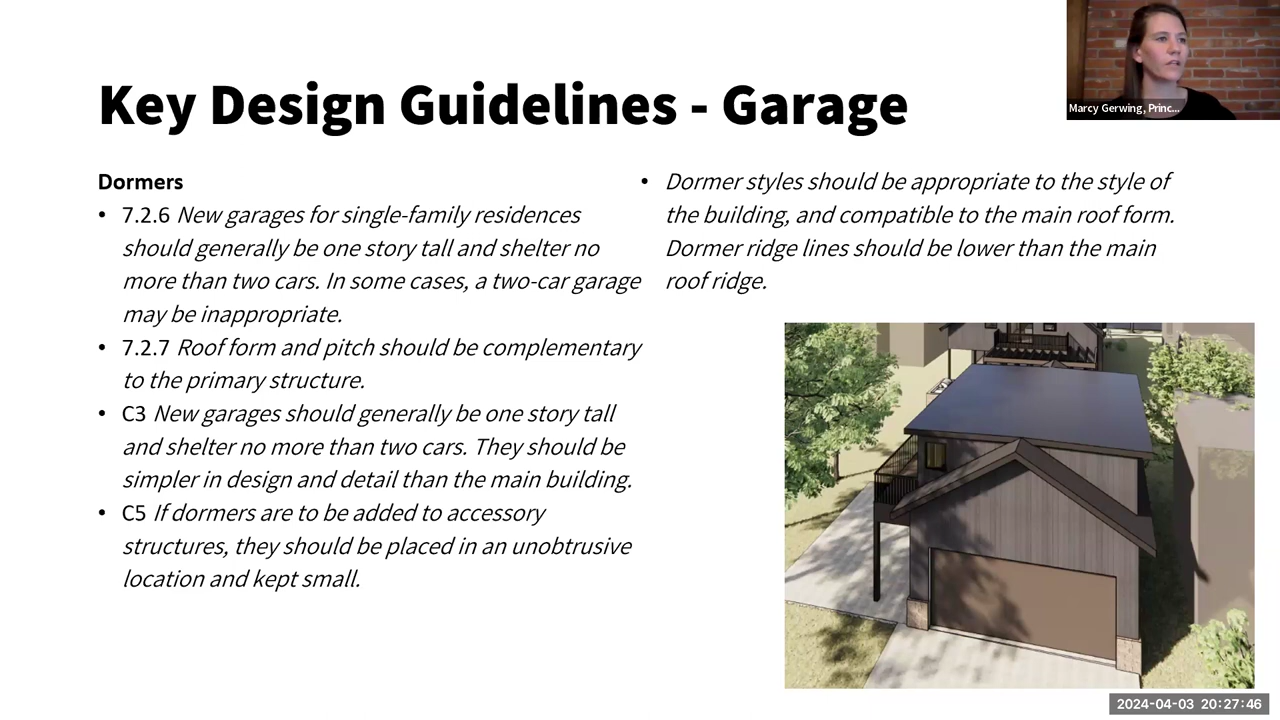 Marcy Gerwing, Princ...
Key Design Guidelines - Garage
Dormers
• 7.2.6 New garages for single-family residences
should generally be one story tall and shelter no
more than two cars. In some cases, a two-car garage
may be inappropriate.
• 7.2.7 Roof form and pitch should be complementary
to the primary structure.
• C3 New garages should generally be one story tall
and shelter no more than two cars. They should be
simpler in design and detail than the main building.
• C5 If dormers are to be added to accessory
structures, they should be placed in an unobtrusive
location and kept small.
• Dormer styles should be appropriate to the style of
the building, and compatible to the main roof form.
Dormer ridge lines should be lower than the main
roof ridge.
2024-04-03 20:27:46